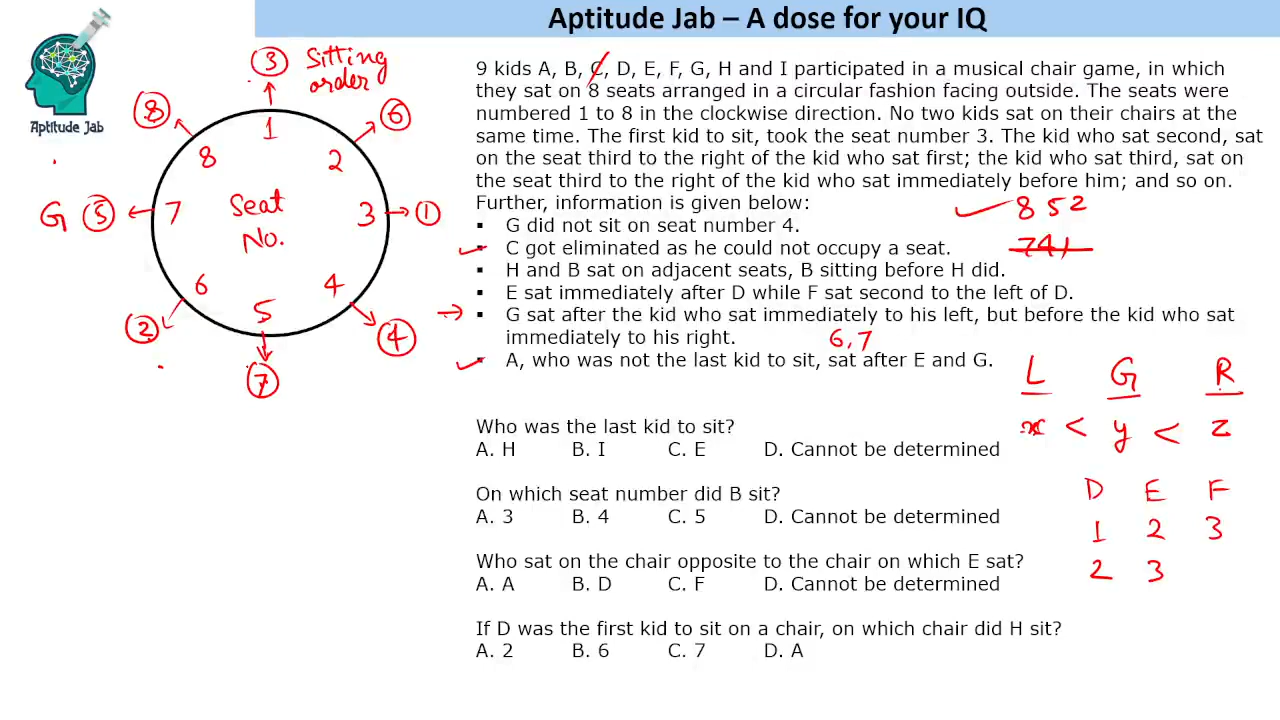 Aptitude Jab – A dose for your IQ
Aptitude Jab
3 Sitting order
8
6
1
8
2
G 5
7
Seat No.
3
1
6
4
5
2
4
7
9 kids A, B, C, D, E, F, G, H and I participated in a musical chair game, in which
they sat on 8 seats arranged in a circular fashion facing outside. The seats were
numbered 1 to 8 in the clockwise direction. No two kids sat on their chairs at the
same time. The first kid to sit, took the seat number 3. The kid who sat second, sat
on the seat third to the right of the kid who sat first; the kid who sat third, sat on
the seat third to the right of the kid who sat immediately before him; and so on.
Further, information is given below:
8 5 2
▪ G did not sit on seat number 4.
▪ C got eliminated as he could not occupy a seat.
7 4 1
▪ H and B sat on adjacent seats, B sitting before H did.
▪ E sat immediately after D while F sat second to the left of D.
▪ G sat after the kid who sat immediately to his left, but before the kid who sat
immediately to his right.
6, 7
▪ A, who was not the last kid to sit, sat after E and G.
L G R
x < y < z
D E F
1 2 3
2 3
Who was the last kid to sit?
A. H B. I C. E D. Cannot be determined
On which seat number did B sit?
A. 3 B. 4 C. 5 D. Cannot be determined
Who sat on the chair opposite to the chair on which E sat?
A. A B. D C. F D. Cannot be determined
If D was the first kid to sit on a chair, on which chair did H sit?
A. 2 B. 6 C. 7 D. A